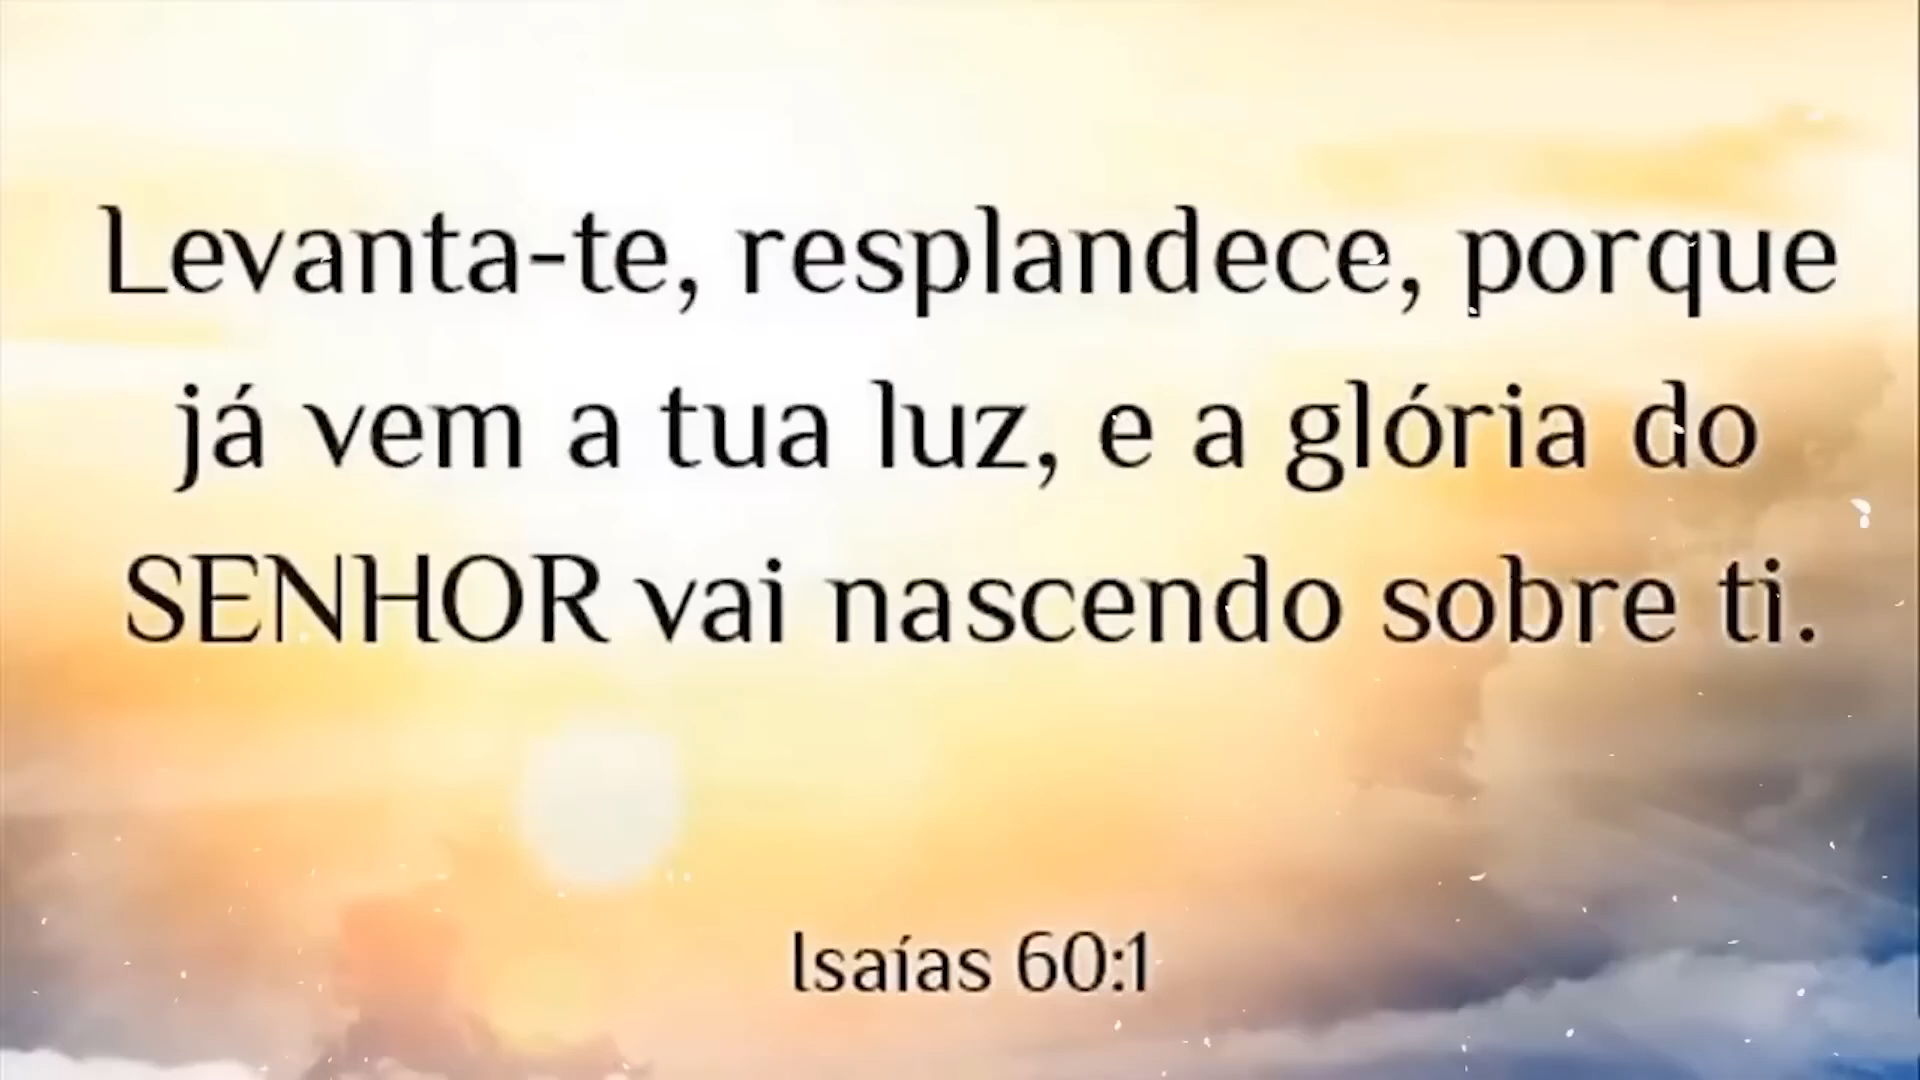 Levanta-te, resplandece, porque
já vem a tua luz, e a glória do
SENHOR vai nascendo sobre ti.
Isaías 60:1